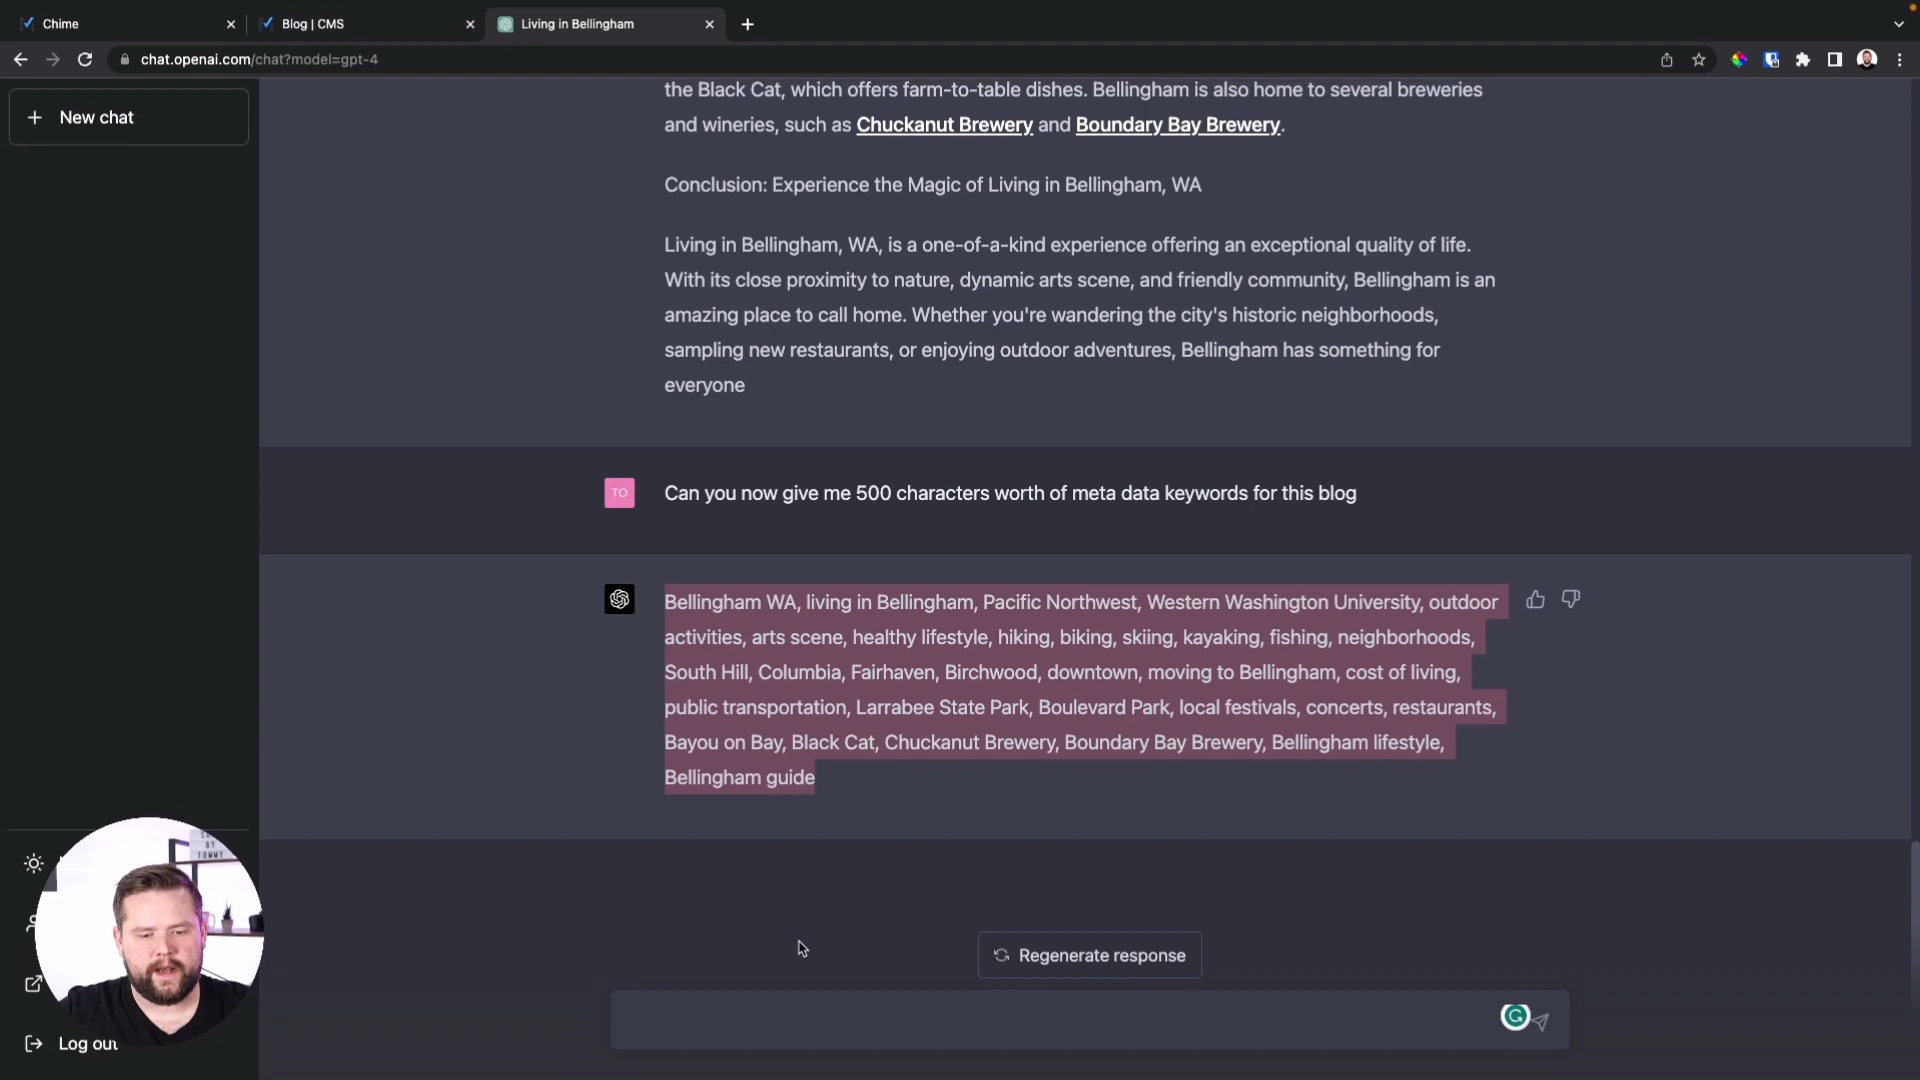 Chime
Blog | CMS
Living in Bellingham
chat.openai.com/chat?model=gpt-4
New chat
the Black Cat, which offers farm-to-table dishes. Bellingham is also home to several breweries
and wineries, such as Chuckanut Brewery and Boundary Bay Brewery.
Conclusion: Experience the Magic of Living in Bellingham, WA
Living in Bellingham, WA, is a one-of-a-kind experience offering an exceptional quality of life.
With its close proximity to nature, dynamic arts scene, and friendly community, Bellingham is an
amazing place to call home. Whether you're wandering the city's historic neighborhoods,
sampling new restaurants, or enjoying outdoor adventures, Bellingham has something for
everyone
TO
Can you now give me 500 characters worth of meta data keywords for this blog
Bellingham WA, living in Bellingham, Pacific Northwest, Western Washington University, outdoor
activities, arts scene, healthy lifestyle, hiking, biking, skiing, kayaking, fishing, neighborhoods,
South Hill, Columbia, Fairhaven, Birchwood, downtown, moving to Bellingham, cost of living,
public transportation, Larrabee State Park, Boulevard Park, local festivals, concerts, restaurants,
Bayou on Bay, Black Cat, Chuckanut Brewery, Boundary Bay Brewery, Bellingham lifestyle,
Bellingham guide
BY
TOMMY
Regenerate response
Log out